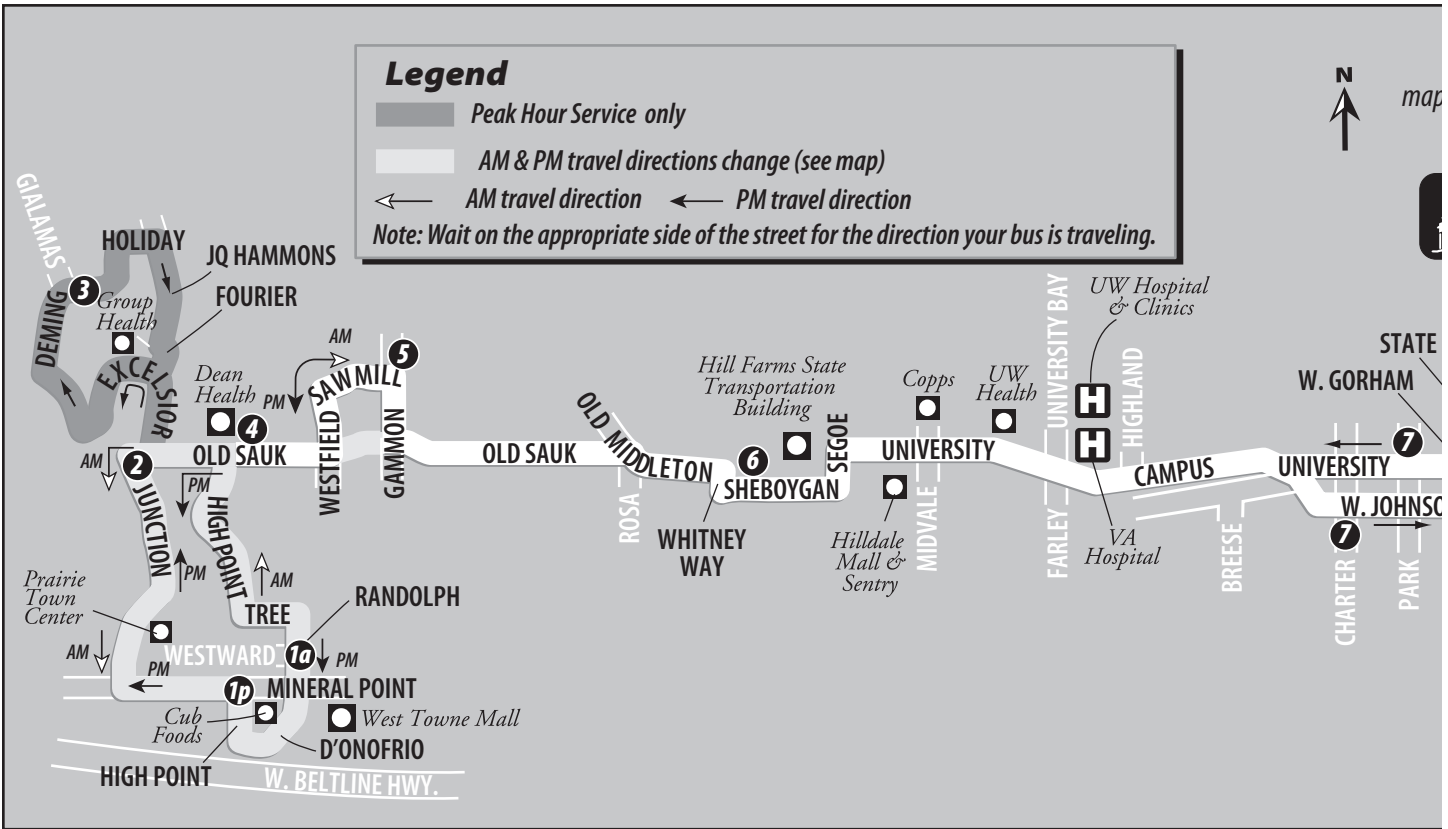 Legend
Peak Hour Service only
AM & PM travel directions change (see map)
AM travel direction
PM travel direction
Note: Wait on the appropriate side of the street for the direction your bus is traveling.
N
map
GIALAMAS
HOLIDAY
JQ HAMMONS
FOURIER
3
Group
Health
DEMING
EXCELSIOR
Dean
Health
PM
AM
SAWMILL
5
4
AM
2
OLD SAUK
WESTFIELD
GAMMON
OLD SAUK
OLD MIDDLETON
ROSA
6
SHEBOYGAN
WHITNEY
WAY
Hill Farms State
Transportation
Building
SEGOE
Copps
UNIVERSITY
UW
Health
Hilldale
Mall &
Sentry
MIDVALE
FARLEY
UNIVERSITY BAY
UW Hospital
& Clinics
H
H
HIGHLAND
VA
Hospital
CAMPUS
BREESE
STATE
W. GORHAM
7
UNIVERSITY
W. JOHNSO
7
CHARTER
PARK
JUNCTION
PM
HIGH POINT
PM
AM
TREE
RANDOLPH
Prairie
Town
Center
WESTWARD
1a
PM
AM
PM
1p
MINERAL POINT
Cub
Foods
West Towne Mall
D'ONOFRIO
HIGH POINT
W. BELTLINE HWY.